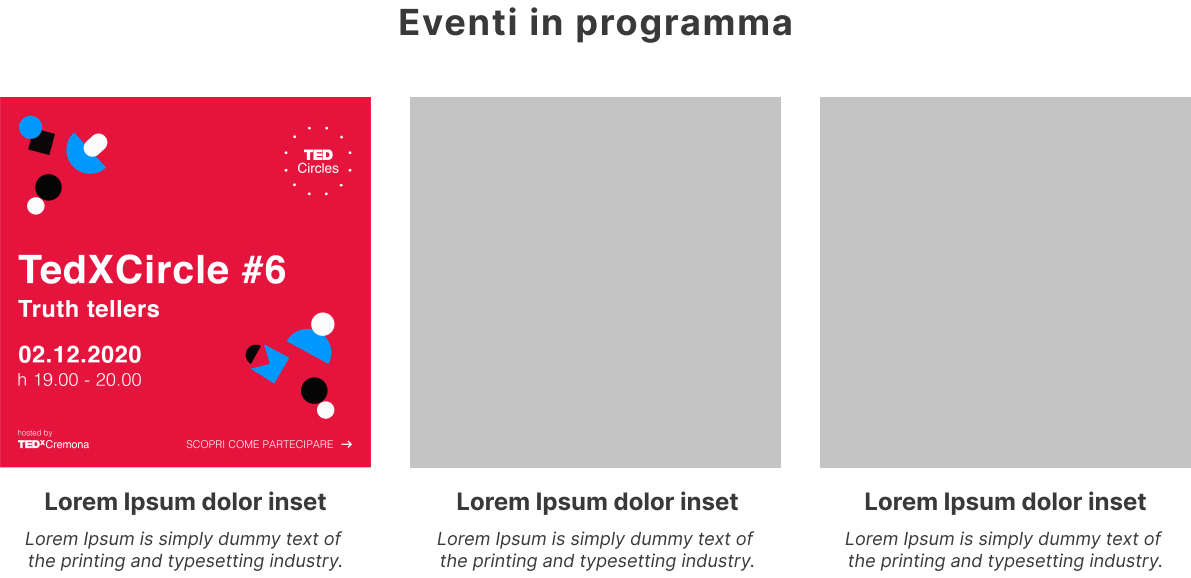 Eventi in programma
TED
Circles
TedXCircle #6
Truth tellers
02.12.2020
h 19.00 - 20.00
hosted by
TEDxCremona
SCOPRI COME PARTECIPARE →
Lorem Ipsum dolor inset
Lorem Ipsum is simply dummy text of
the printing and typesetting industry.
Lorem Ipsum dolor inset
Lorem Ipsum is simply dummy text of
the printing and typesetting industry.
Lorem Ipsum dolor inset
Lorem Ipsum is simply dummy text of
the printing and typesetting industry.